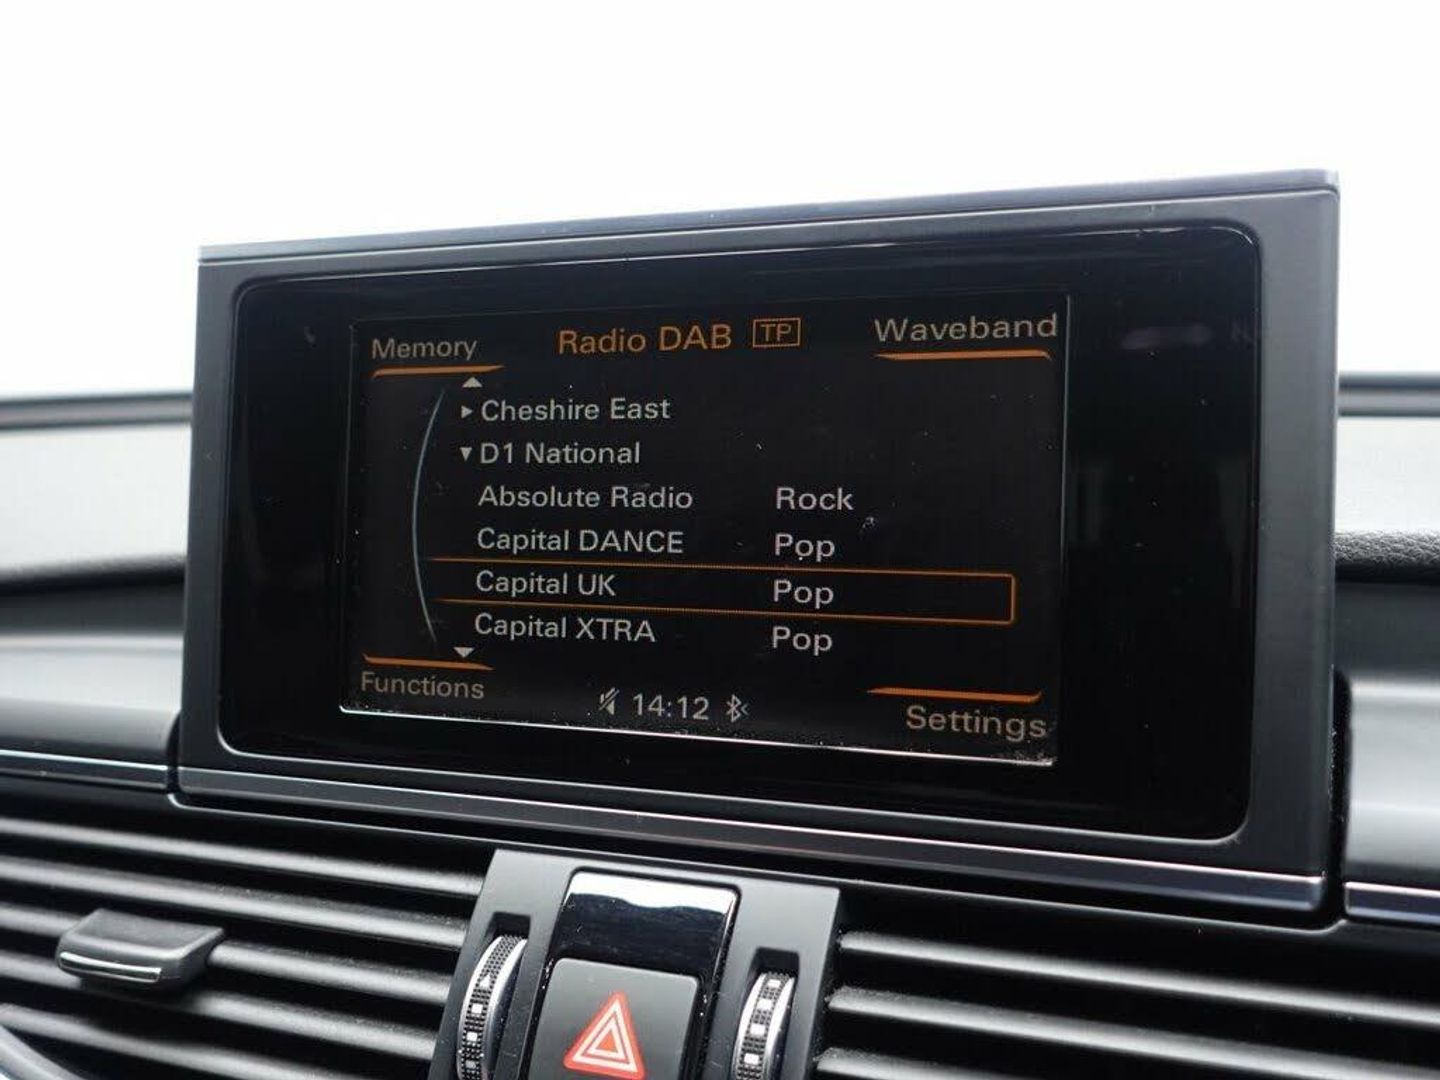 Memory Radio DAB TP Waveband
Cheshire East
D1 National
Absolute Radio Rock
Capital DANCE Pop
Capital UK Pop
Capital XTRA Pop
Functions 14:12 Settings